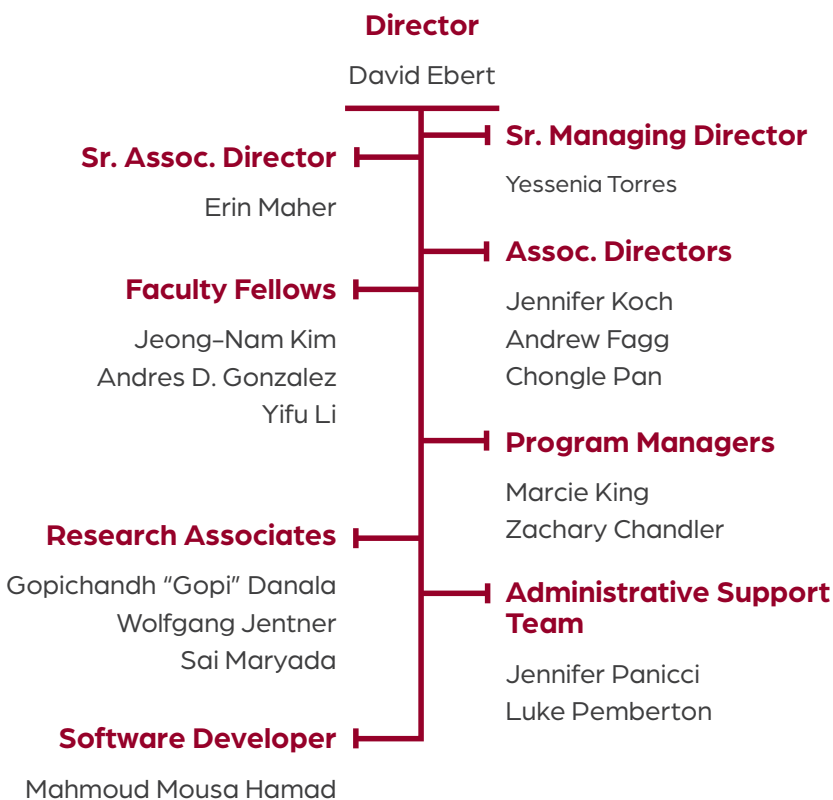 Director
David Ebert
Sr. Managing Director
Yessenia Torres
Sr. Assoc. Director
Erin Maher
Assoc. Directors
Jennifer Koch
Andrew Fagg
Chongle Pan
Faculty Fellows
Jeong-Nam Kim
Andres D. Gonzalez
Yifu Li
Program Managers
Marcie King
Zachary Chandler
Research Associates
Gopichandh “Gopi” Danala
Wolfgang Jentner
Sai Maryada
Administrative Support
Team
Jennifer Panicci
Luke Pemberton
Software Developer
Mahmoud Mousa Hamad